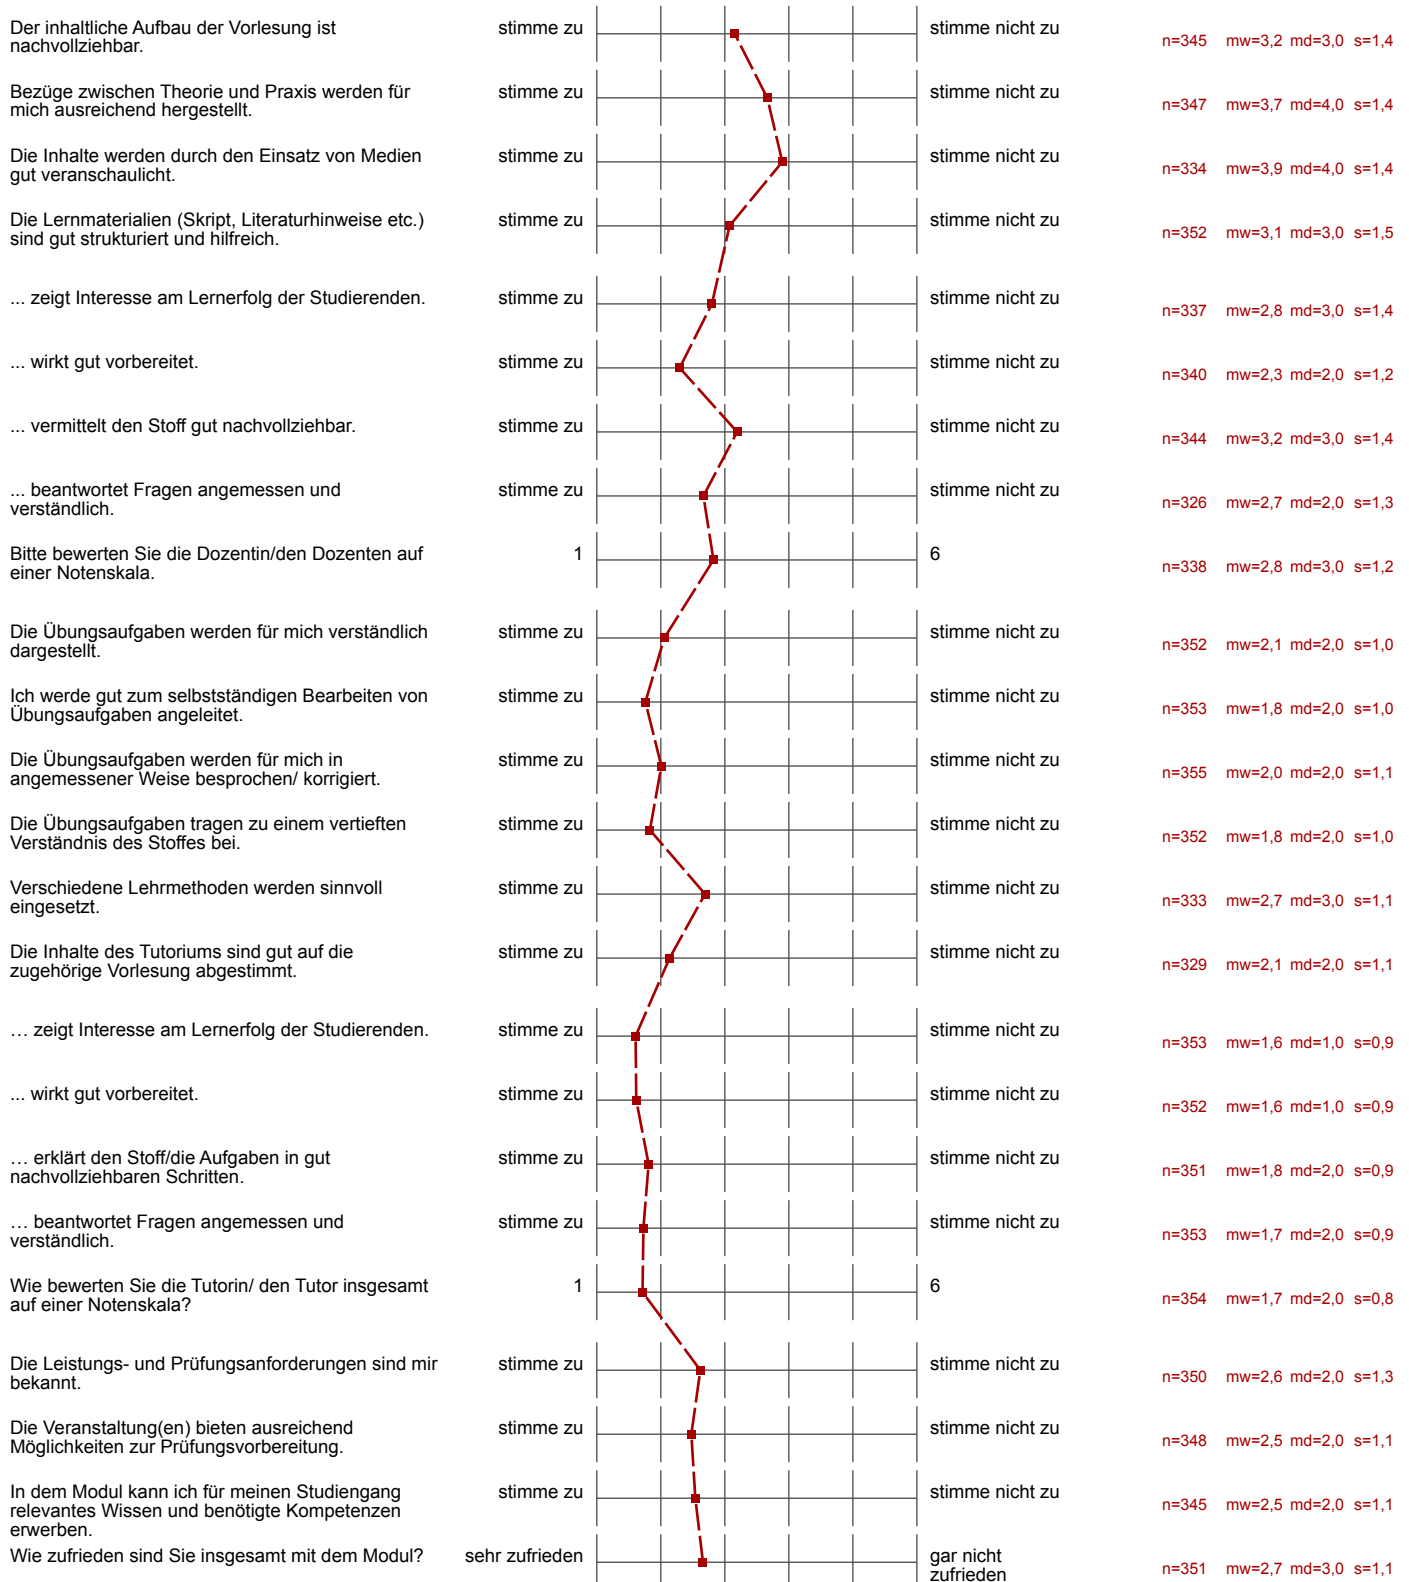 Der inhaltliche Aufbau der Vorlesung ist
nachvollziehbar.
stimme zu
stimme nicht zu
n=345 mw=3,2 md=3,0 s=1,4
Bezüge zwischen Theorie und Praxis werden für
mich ausreichend hergestellt.
stimme zu
stimme nicht zu
n=347 mw=3,7 md=4,0 s=1,4
Die Inhalte werden durch den Einsatz von Medien
gut veranschaulicht.
stimme zu
stimme nicht zu
n=334 mw=3,9 md=4,0 s=1,4
Die Lernmaterialien (Skript, Literaturhinweise etc.)
sind gut strukturiert und hilfreich.
stimme zu
stimme nicht zu
n=352 mw=3,1 md=3,0 s=1,5
... zeigt Interesse am Lernerfolg der Studierenden.
stimme zu
stimme nicht zu
n=337 mw=2,8 md=3,0 s=1,4
... wirkt gut vorbereitet.
stimme zu
stimme nicht zu
n=340 mw=2,3 md=2,0 s=1,2
... vermittelt den Stoff gut nachvollziehbar.
stimme zu
stimme nicht zu
n=344 mw=3,2 md=3,0 s=1,4
... beantwortet Fragen angemessen und
verständlich.
stimme zu
stimme nicht zu
n=326 mw=2,7 md=2,0 s=1,3
Bitte bewerten Sie die Dozentin/den Dozenten auf
einer Notenskala.
1
6
n=338 mw=2,8 md=3,0 s=1,2
Die Übungsaufgaben werden für mich verständlich
dargestellt.
stimme zu
stimme nicht zu
n=352 mw=2,1 md=2,0 s=1,0
Ich werde gut zum selbstständigen Bearbeiten von
Übungsaufgaben angeleitet.
stimme zu
stimme nicht zu
n=353 mw=1,8 md=2,0 s=1,0
Die Übungsaufgaben werden für mich in
angemessener Weise besprochen/ korrigiert.
stimme zu
stimme nicht zu
n=355 mw=2,0 md=2,0 s=1,1
Die Übungsaufgaben tragen zu einem vertieften
Verständnis des Stoffes bei.
stimme zu
stimme nicht zu
n=352 mw=1,8 md=2,0 s=1,0
Verschiedene Lehrmethoden werden sinnvoll
eingesetzt.
stimme zu
stimme nicht zu
n=333 mw=2,7 md=3,0 s=1,1
Die Inhalte des Tutoriums sind gut auf die
zugehörige Vorlesung abgestimmt.
stimme zu
stimme nicht zu
n=329 mw=2,1 md=2,0 s=1,1
… zeigt Interesse am Lernerfolg der Studierenden.
stimme zu
stimme nicht zu
n=353 mw=1,6 md=1,0 s=0,9
... wirkt gut vorbereitet.
stimme zu
stimme nicht zu
n=352 mw=1,6 md=1,0 s=0,9
… erklärt den Stoff/die Aufgaben in gut
nachvollziehbaren Schritten.
stimme zu
stimme nicht zu
n=351 mw=1,8 md=2,0 s=0,9
… beantwortet Fragen angemessen und
verständlich.
stimme zu
stimme nicht zu
n=353 mw=1,7 md=2,0 s=0,9
Wie bewerten Sie die Tutorin/ den Tutor insgesamt
auf einer Notenskala?
1
6
n=354 mw=1,7 md=2,0 s=0,8
Die Leistungs- und Prüfungsanforderungen sind mir
bekannt.
stimme zu
stimme nicht zu
n=350 mw=2,6 md=2,0 s=1,3
Die Veranstaltung(en) bieten ausreichend
Möglichkeiten zur Prüfungsvorbereitung.
stimme zu
stimme nicht zu
n=348 mw=2,5 md=2,0 s=1,1
In dem Modul kann ich für meinen Studiengang
relevantes Wissen und benötigte Kompetenzen
erwerben.
stimme zu
stimme nicht zu
n=345 mw=2,5 md=2,0 s=1,1
Wie zufrieden sind Sie insgesamt mit dem Modul?
sehr zufrieden
gar nicht
zufrieden
n=351 mw=2,7 md=3,0 s=1,1